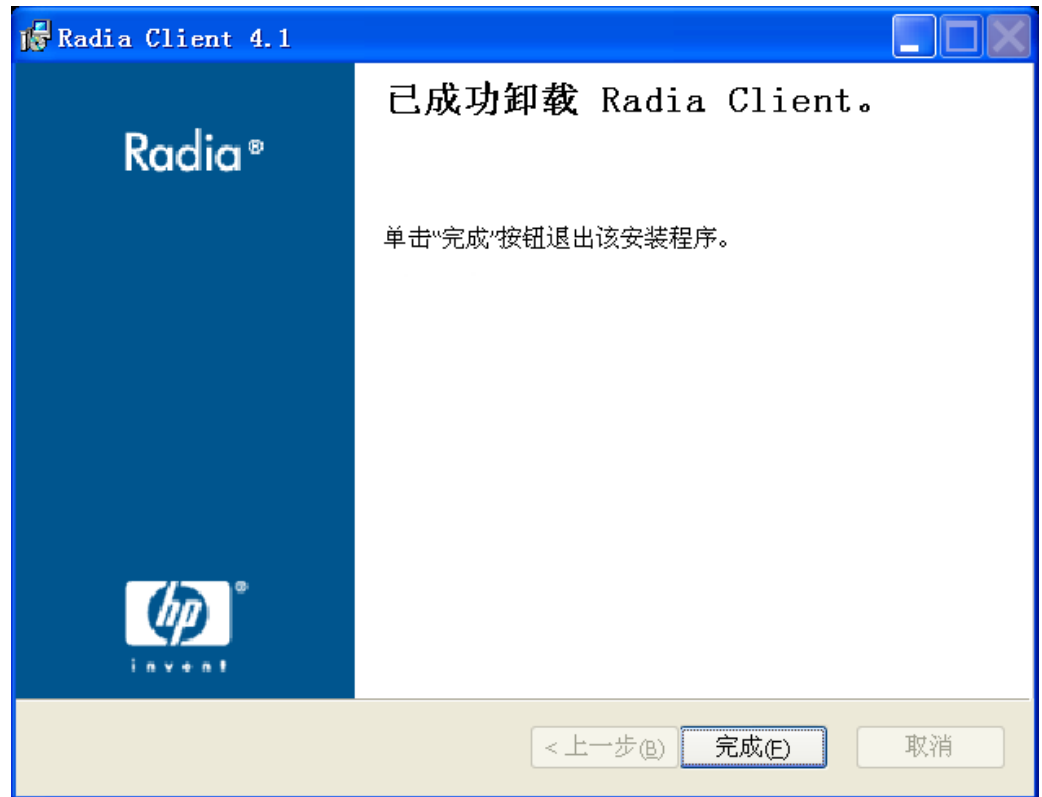 Radia Client 4.1
已成功卸载 Radia Client。
Radia®
单击“完成”按钮退出该安装程序。
hp®
invent
<上一步(B)
完成(F)
取消